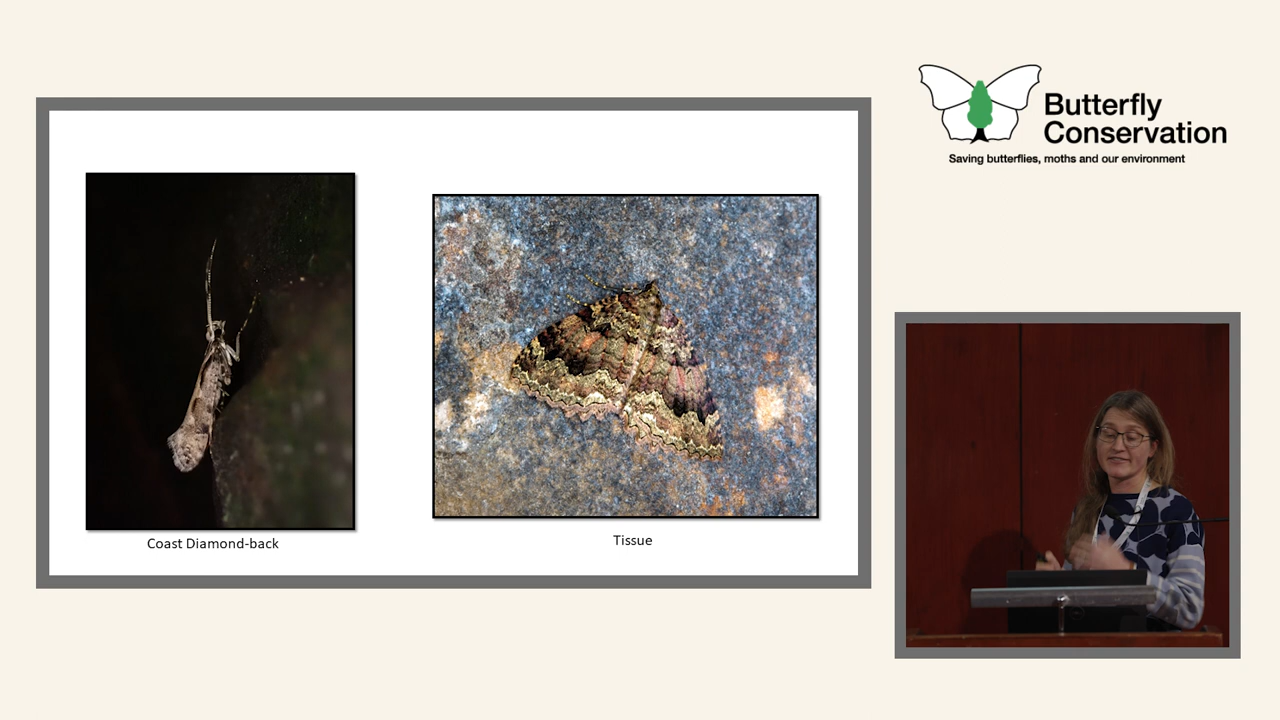 Butterfly
Conservation
Saving butterflies, moths and our environment
Coast Diamond-back
Tissue